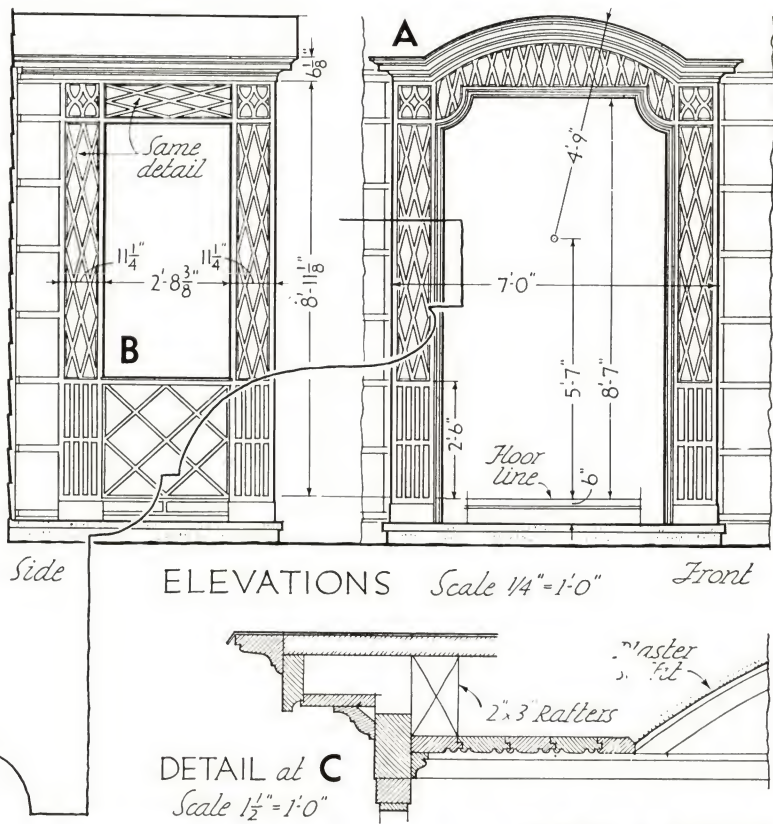 A
6 1/8"
Same
detail
11 1/4"
2'-8 3/8"
11 1/4"
8'-11 1/8"
B
4'-9"
7'-0"
5'-7"
8'-7"
2'-6"
Floor
line
6"
Side
ELEVATIONS Scale 1/4"=1'-0"
Front
Plaster
2"x3" Rafters
DETAIL at C
Scale 1 1/2"=1'-0"